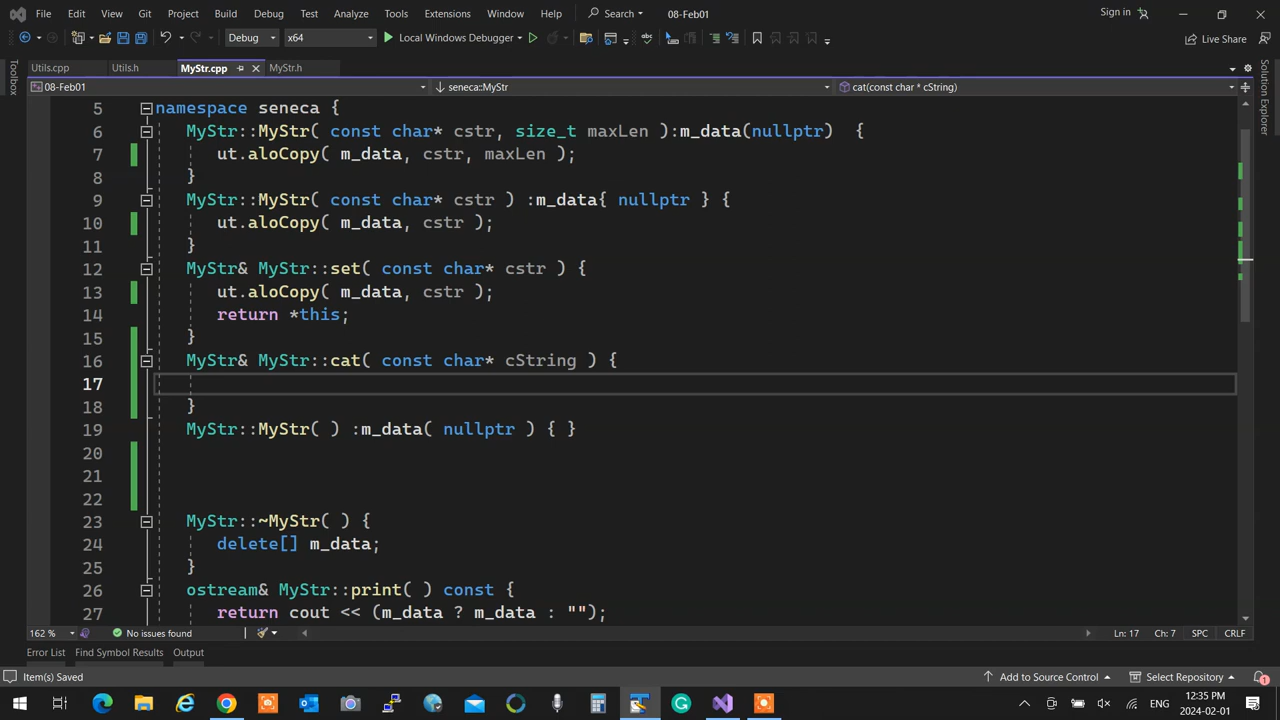 File Edit View Git Project Build Debug Test Analyze Tools Extensions Window Help Search 08-Feb01 Sign in
Debug x64 Local Windows Debugger Live Share
Utils.cpp Utils.h MyStr.cpp MyStr.h
08-Feb01 seneca::MyStr cat(const char * cString)
Toolbox
Solution Explorer
5 namespace seneca {
6 MyStr::MyStr( const char* cstr, size_t maxLen ):m_data(nullptr) {
7 ut.aloCopy( m_data, cstr, maxLen );
8 }
9 MyStr::MyStr( const char* cstr ) :m_data{ nullptr } {
10 ut.aloCopy( m_data, cstr );
11 }
12 MyStr& MyStr::set( const char* cstr ) {
13 ut.aloCopy( m_data, cstr );
14 return *this;
15 }
16 MyStr& MyStr::cat( const char* cString ) {
17
18 }
19 MyStr::MyStr( ) :m_data( nullptr ) { }
20
21
22
23 MyStr::~MyStr( ) {
24 delete[] m_data;
25 }
26 ostream& MyStr::print( ) const {
27 return cout << (m_data ? m_data : "");
162 % No issues found Ln: 17 Ch: 7 SPC CRLF
Error List Find Symbol Results Output
Item(s) Saved Add to Source Control Select Repository 1
ENG 12:35 PM
2024-02-01